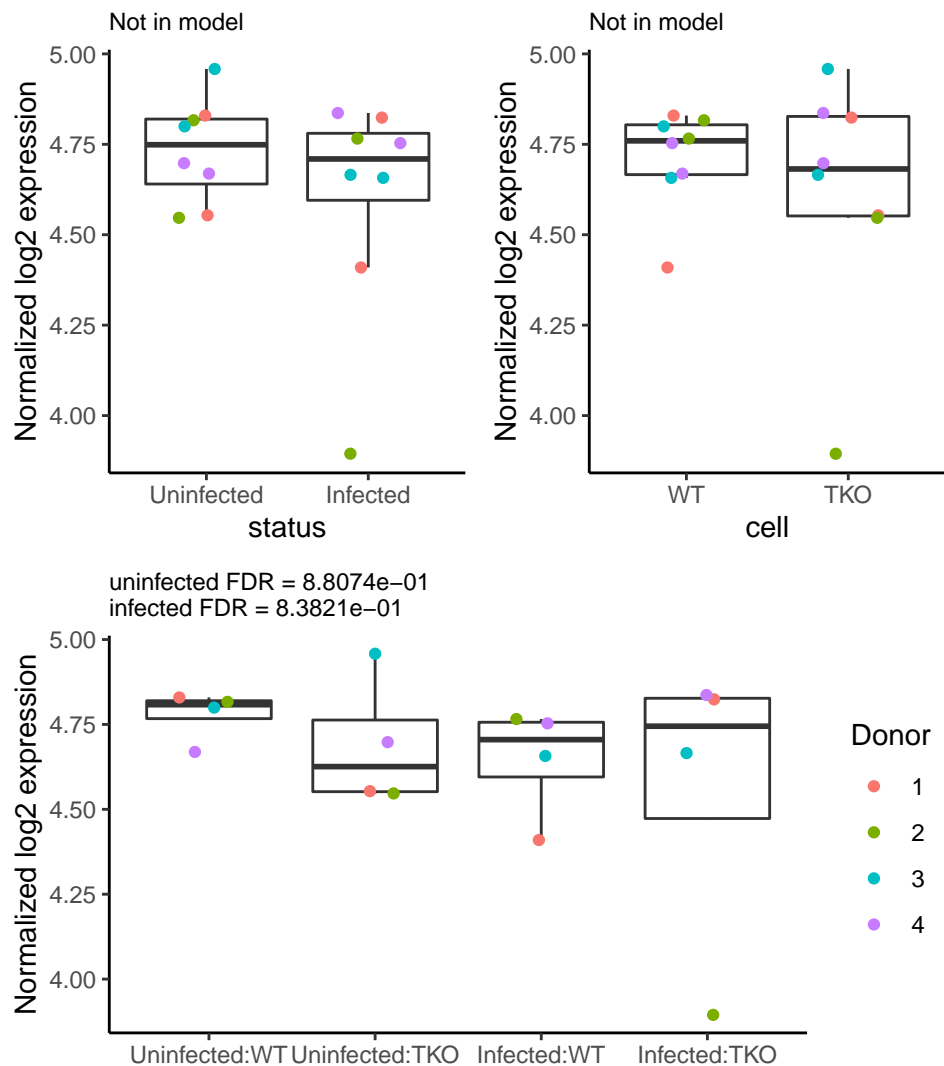 Not in model
Normalized log2 expression
5.00
4.75
4.50
4.25
4.00
Uninfected Infected
status
Not in model
Normalized log2 expression
5.00
4.75
4.50
4.25
4.00
WT TKO
cell
uninfected FDR = 8.8074e−01
infected FDR = 8.3821e−01
Normalized log2 expression
5.00
4.75
4.50
4.25
4.00
Uninfected:WT Uninfected:TKO Infected:WT Infected:TKO
Donor
1
2
3
4